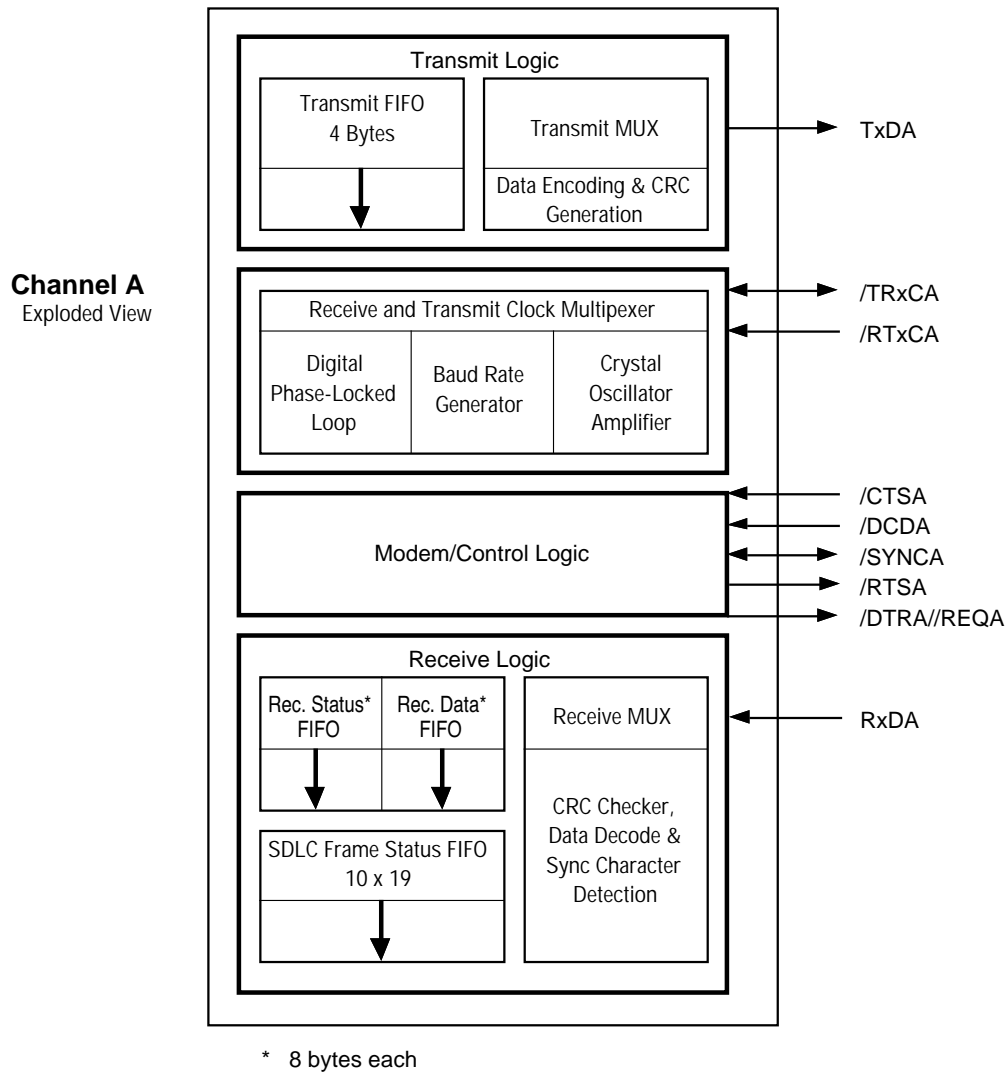 Transmit Logic
Transmit FIFO
4 Bytes
Transmit MUX
Data Encoding & CRC
Generation
TxDA
Channel A
Exploded View
Receive and Transmit Clock Multipexer
Digital
Phase-Locked
Loop
Baud Rate
Generator
Crystal
Oscillator
Amplifier
/TRxCA
/RTxCA
Modem/Control Logic
/CTSA
/DCDA
/SYNCA
/RTSA
/DTRA//REQA
Receive Logic
Rec. Status*
FIFO
Rec. Data*
FIFO
Receive MUX
RxDA
SDLC Frame Status FIFO
10 x 19
CRC Checker,
Data Decode &
Sync Character
Detection
* 8 bytes each